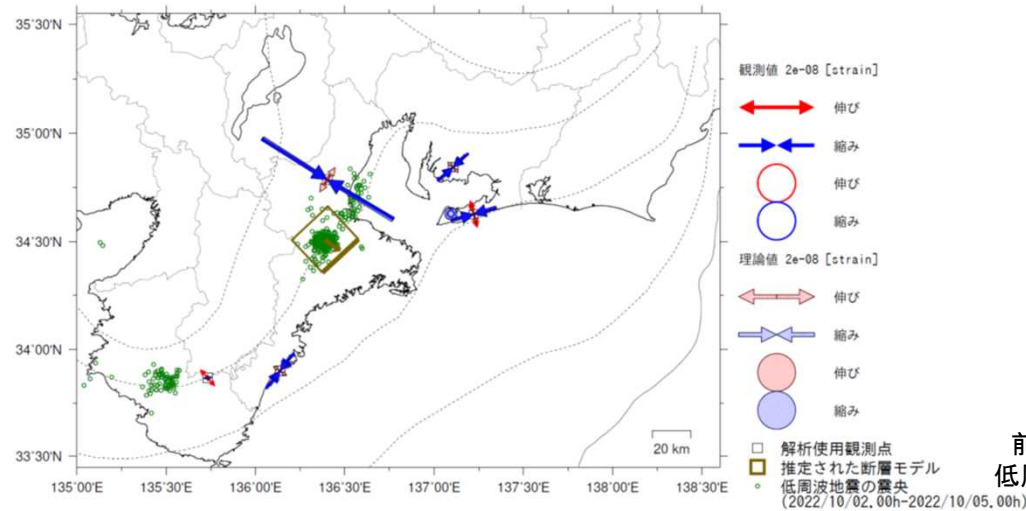 35°30'N
35°00'N
34°30'N
34°00'N
33°30'N
135°00'E 135°30'E 136°00'E 136°30'E 137°00'E 137°30'E 138°00'E 138°30'E
20 km
観測値 2e-08 [strain]
伸び
縮み
伸び
縮み
理論値 2e-08 [strain]
伸び
縮み
伸び
縮み
解析使用観測点
推定された断層モデル
低周波地震の震央
(2022/10/02.00h-2022/10/05.00h)
前
低周